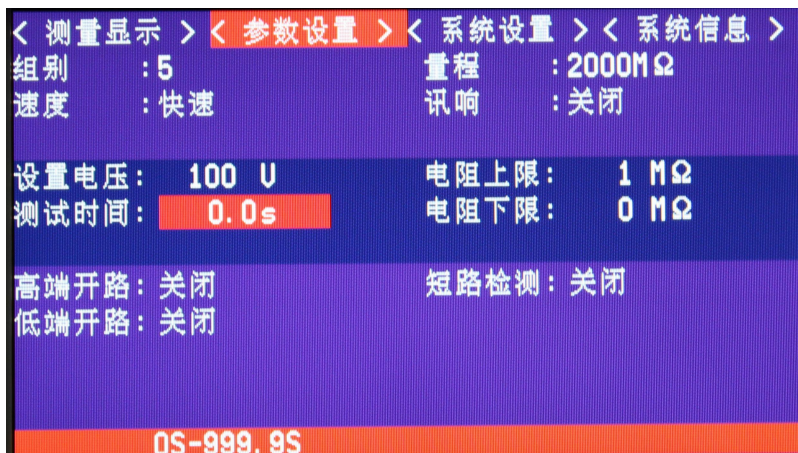 < 测量显示 > < 参数设置 > < 系统设置 > < 系统信息 >
组别 :5 量程 :2000MΩ
速度 :快速 讯响 :关闭
设置电压: 100 V 电阻上限: 1 MΩ
测试时间: 0.0s 电阻下限: 0 MΩ
高端开路:关闭 短路检测:关闭
低端开路:关闭
0S-999.9S